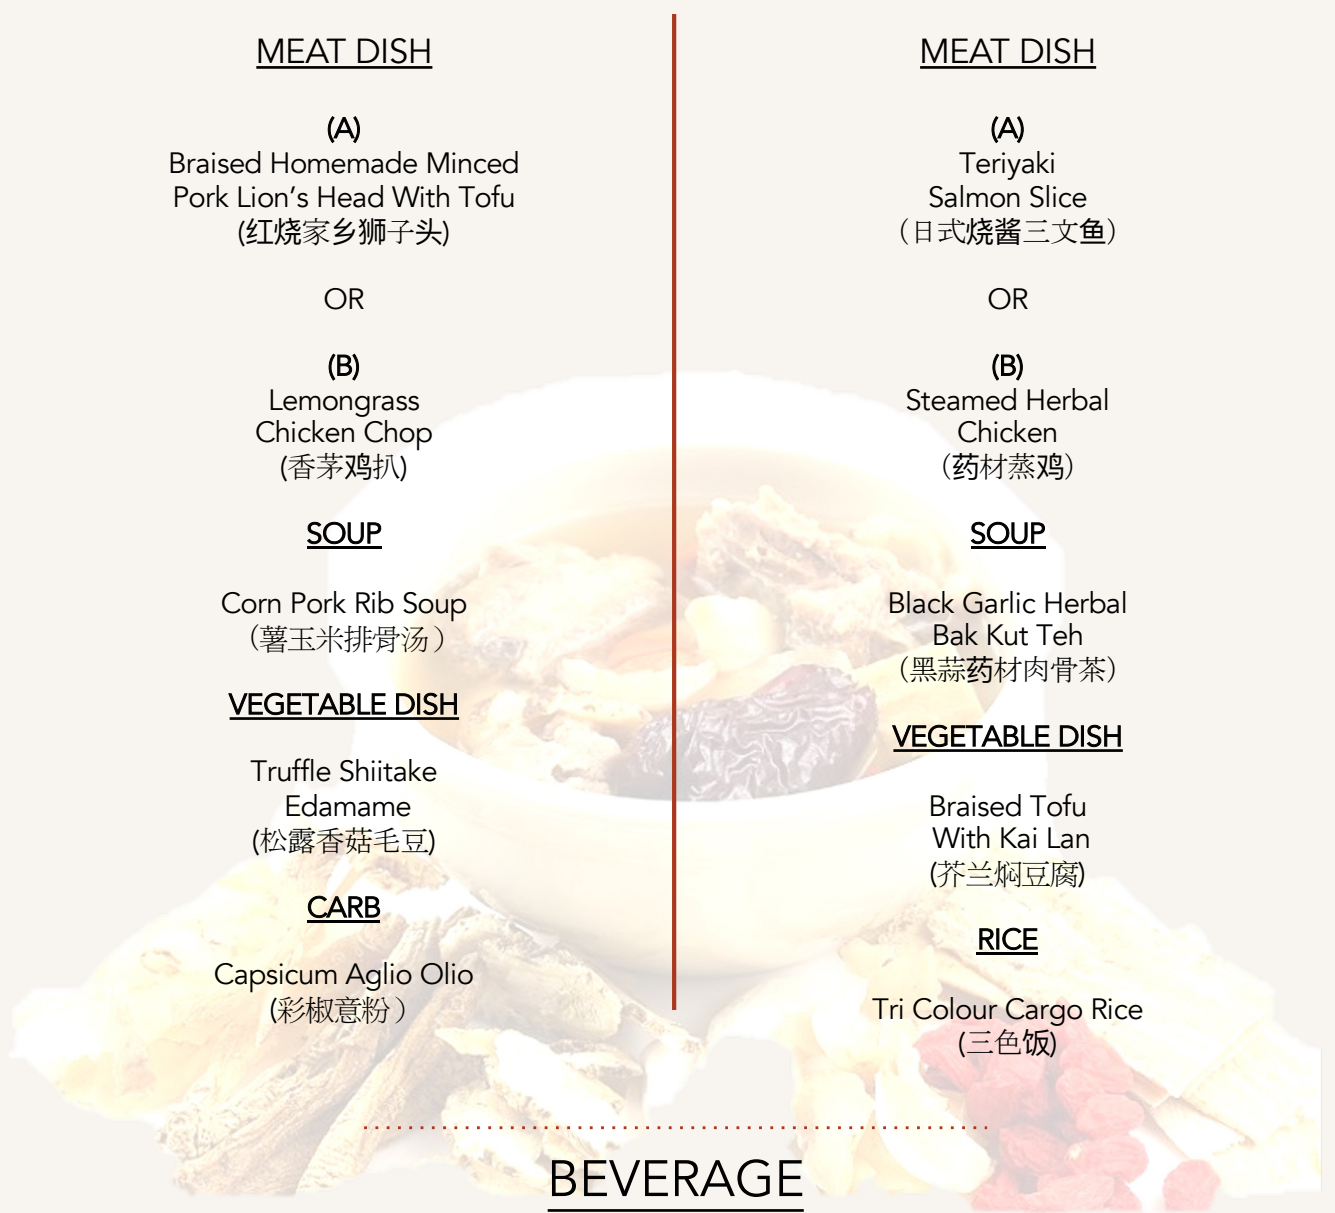 MEAT DISH
(A)
Braised Homemade Minced
Pork Lion’s Head With Tofu
(红烧家乡狮子头)
OR
(B)
Lemongrass
Chicken Chop
(香茅鸡扒)
SOUP
Corn Pork Rib Soup
（薯玉米排骨汤）
VEGETABLE DISH
Truffle Shiitake
Edamame
(松露香菇毛豆)
CARB
Capsicum Aglio Olio
(彩椒意粉）
MEAT DISH
(A)
Teriyaki
Salmon Slice
（日式烧酱三文鱼）
OR
(B)
Steamed Herbal
Chicken
（药材蒸鸡）
SOUP
Black Garlic Herbal
Bak Kut Teh
（黑蒜药材肉骨茶）
VEGETABLE DISH
Braised Tofu
With Kai Lan
(芥兰焖豆腐)
RICE
Tri Colour Cargo Rice
(三色饭)
BEVERAGE